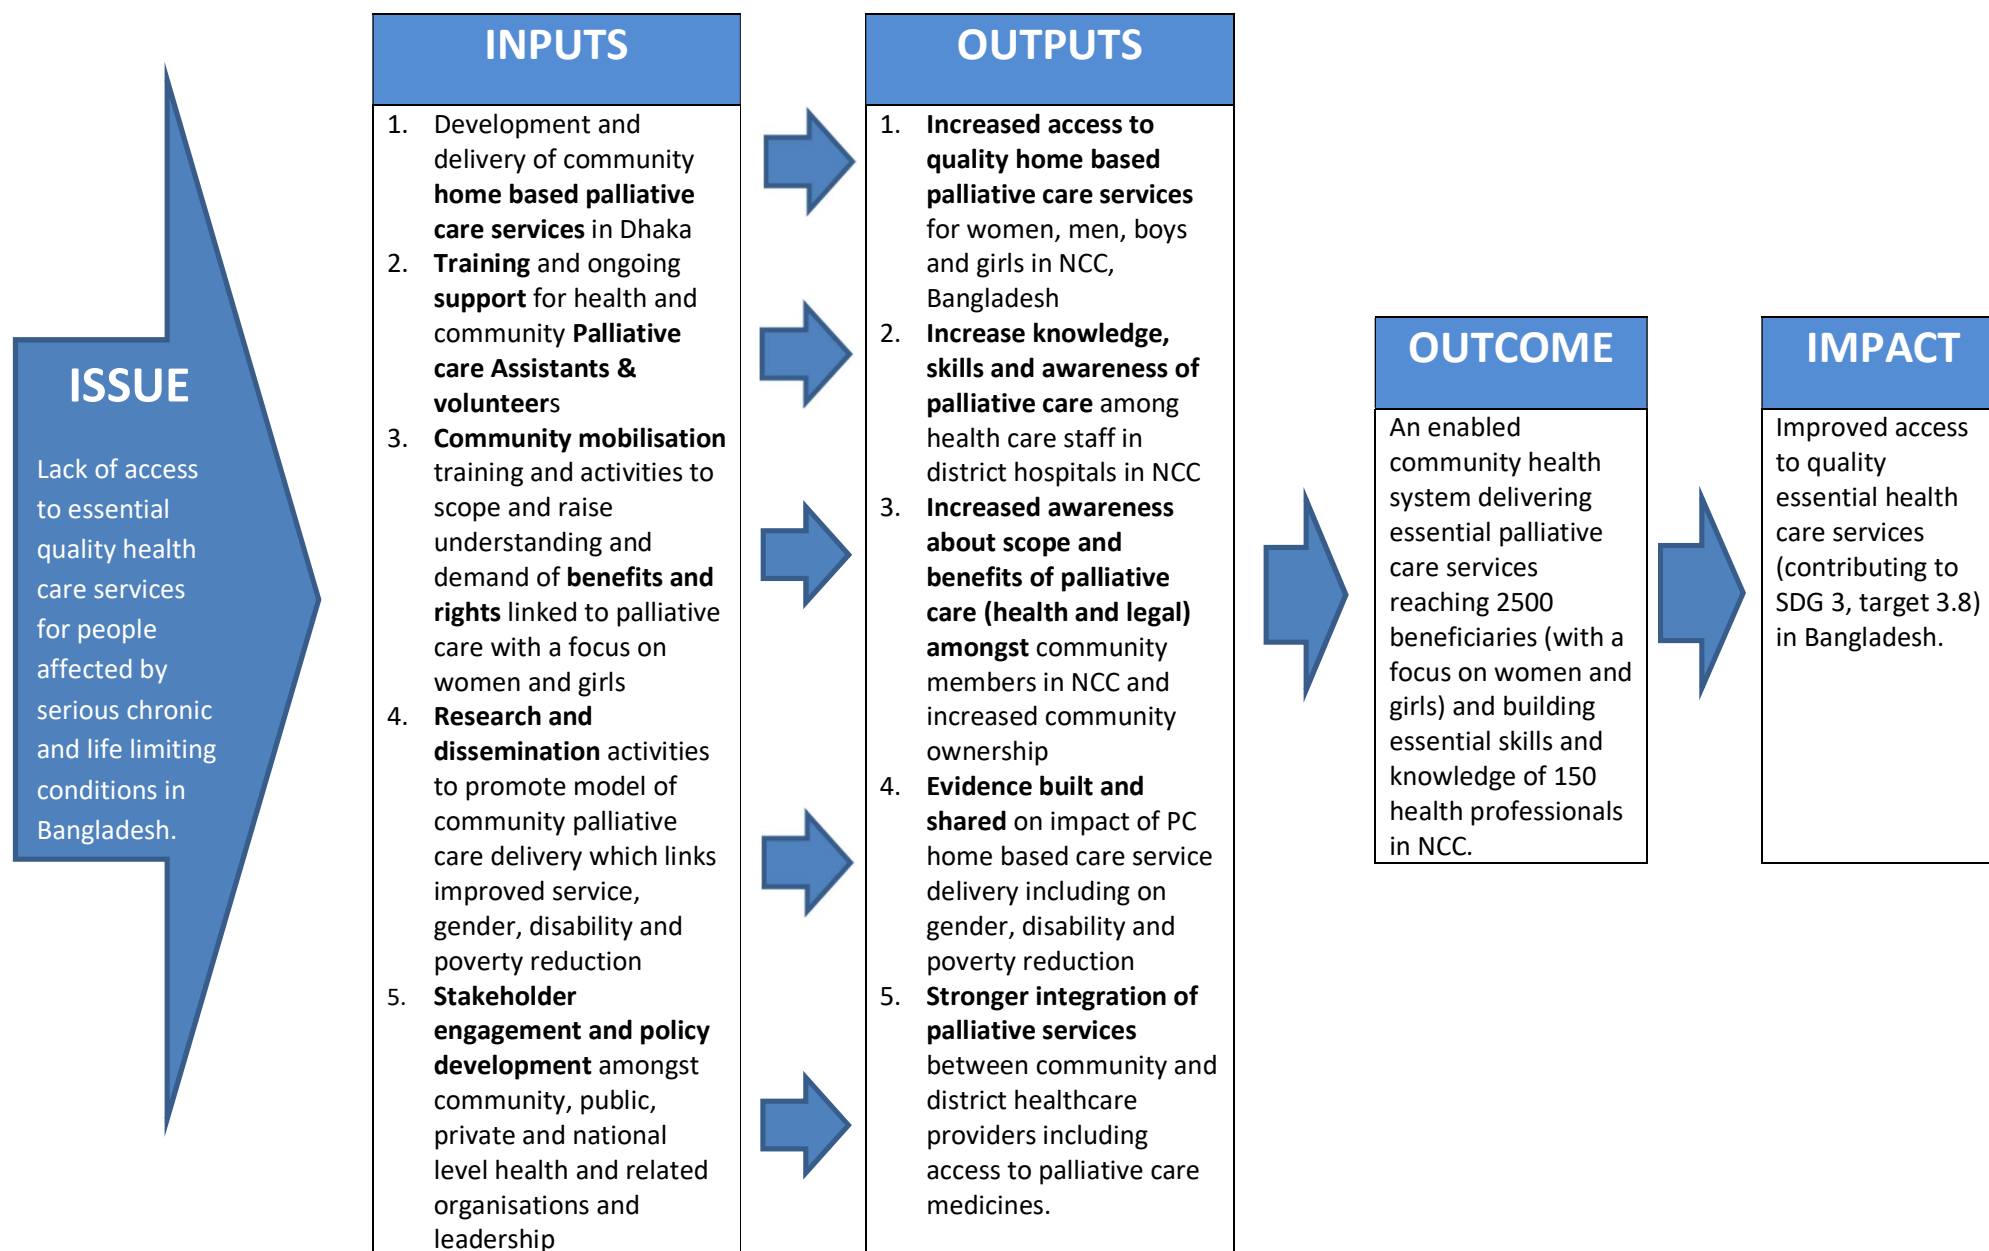 ISSUE
Lack of access
to essential
quality health
care services
for people
affected by
serious chronic
and life limiting
conditions in
Bangladesh.
INPUTS
1. Development and
delivery of community
home based palliative
care services in Dhaka
2. Training and ongoing
support for health and
community Palliative
care Assistants &
volunteers
3. Community mobilisation
training and activities to
scope and raise
understanding and
demand of benefits and
rights linked to palliative
care with a focus on
women and girls
4. Research and
dissemination activities
to promote model of
community palliative
care delivery which links
improved service,
gender, disability and
poverty reduction
5. Stakeholder
engagement and policy
development amongst
community, public,
private and national
level health and related
organisations and
leadership
OUTPUTS
1. Increased access to
quality home based
palliative care services
for women, men, boys
and girls in NCC,
Bangladesh
2. Increase knowledge,
skills and awareness of
palliative care among
health care staff in
district hospitals in NCC
3. Increased awareness
about scope and
benefits of palliative
care (health and legal)
amongst community
members in NCC and
increased community
ownership
4. Evidence built and
shared on impact of PC
home based care service
delivery including on
gender, disability and
poverty reduction
5. Stronger integration of
palliative services
between community and
district healthcare
providers including
access to palliative care
medicines.
OUTCOME
An enabled
community health
system delivering
essential palliative
care services
reaching 2500
beneficiaries (with a
focus on women and
girls) and building
essential skills and
knowledge of 150
health professionals
in NCC.
IMPACT
Improved access
to quality
essential health
care services
(contributing to
SDG 3, target 3.8)
in Bangladesh.